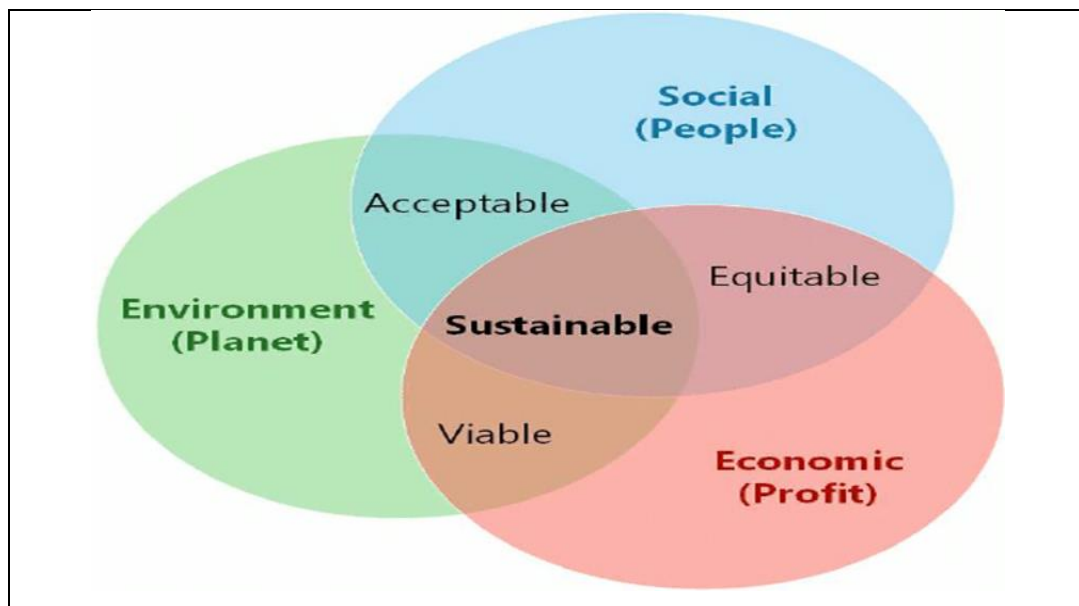 Social
(People)
Acceptable
Equitable
Environment
(Planet)
Sustainable
Viable
Economic
(Profit)